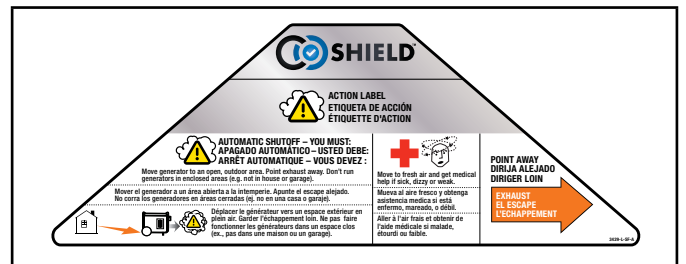 CO SHIELD™
ACTION LABEL
ETIQUETA DE ACCIÓN
ÉTIQUETTE D'ACTION
AUTOMATIC SHUTOFF – YOU MUST:
APAGADO AUTOMÁTICO – USTED DEBE:
ARRÊT AUTOMATIQUE – VOUS DEVEZ :
Move generator to an open, outdoor area. Point exhaust away. Don't run
generators in enclosed areas (e.g. not in house or garage).
Mover el generador a un área abierta a la intemperie. Apunte el escape alejado.
No corra los generadores en áreas cerradas (ej. no en una casa o garaje).
Déplacer le générateur vers un espace extérieur en
plein air. Garder l'échappement loin. Ne pas faire
fonctionner les générateurs dans un espace clos
(ex., pas dans une maison ou un garage).
Move to fresh air and get medical
help if sick, dizzy or weak.
Mueva al aire fresco y obtenga
asistencia medica si está
enfermo, mareado, o débil.
Aller à l'air frais et obtenir de
l'aide médicale si malade,
étourdi ou faible.
POINT AWAY
DIRIJA ALEJADO
DIRIGER LOIN
EXHAUST
EL ESCAPE
L'ÉCHAPPEMENT